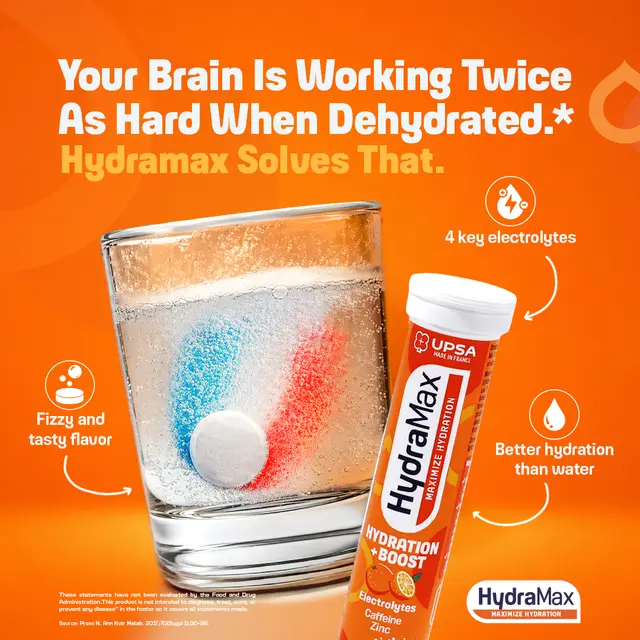 Your Brain Is Working Twice
As Hard When Dehydrated.*
Hydramax Solves That.
4 key electrolytes
UPSA
MADE IN FRANCE
Fizzy and
tasty flavor
HydraMax
MAXIMIZE HYDRATION
Better hydration
than water
HYDRATION
+BOOST
Electrolytes
Caffeine
Zinc
These statements have not been evaluated by the Food and Drug
Administration.This product is not intended to diagnose, treat, cure, or
prevent any disease" in the footer so it covers all statements made.
HydraMax
MAXIMIZE HYDRATION